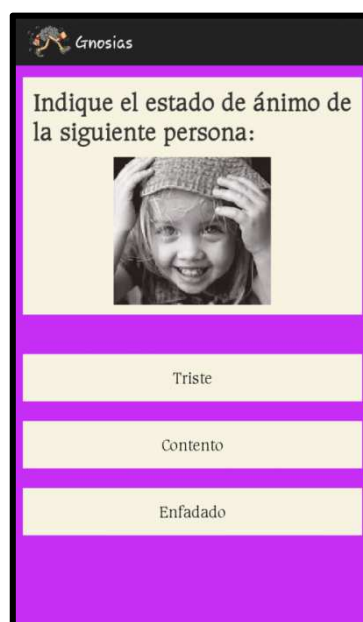 Gnosias
Indique el estado de ánimo de
la siguiente persona:
Triste
Contento
Enfadado